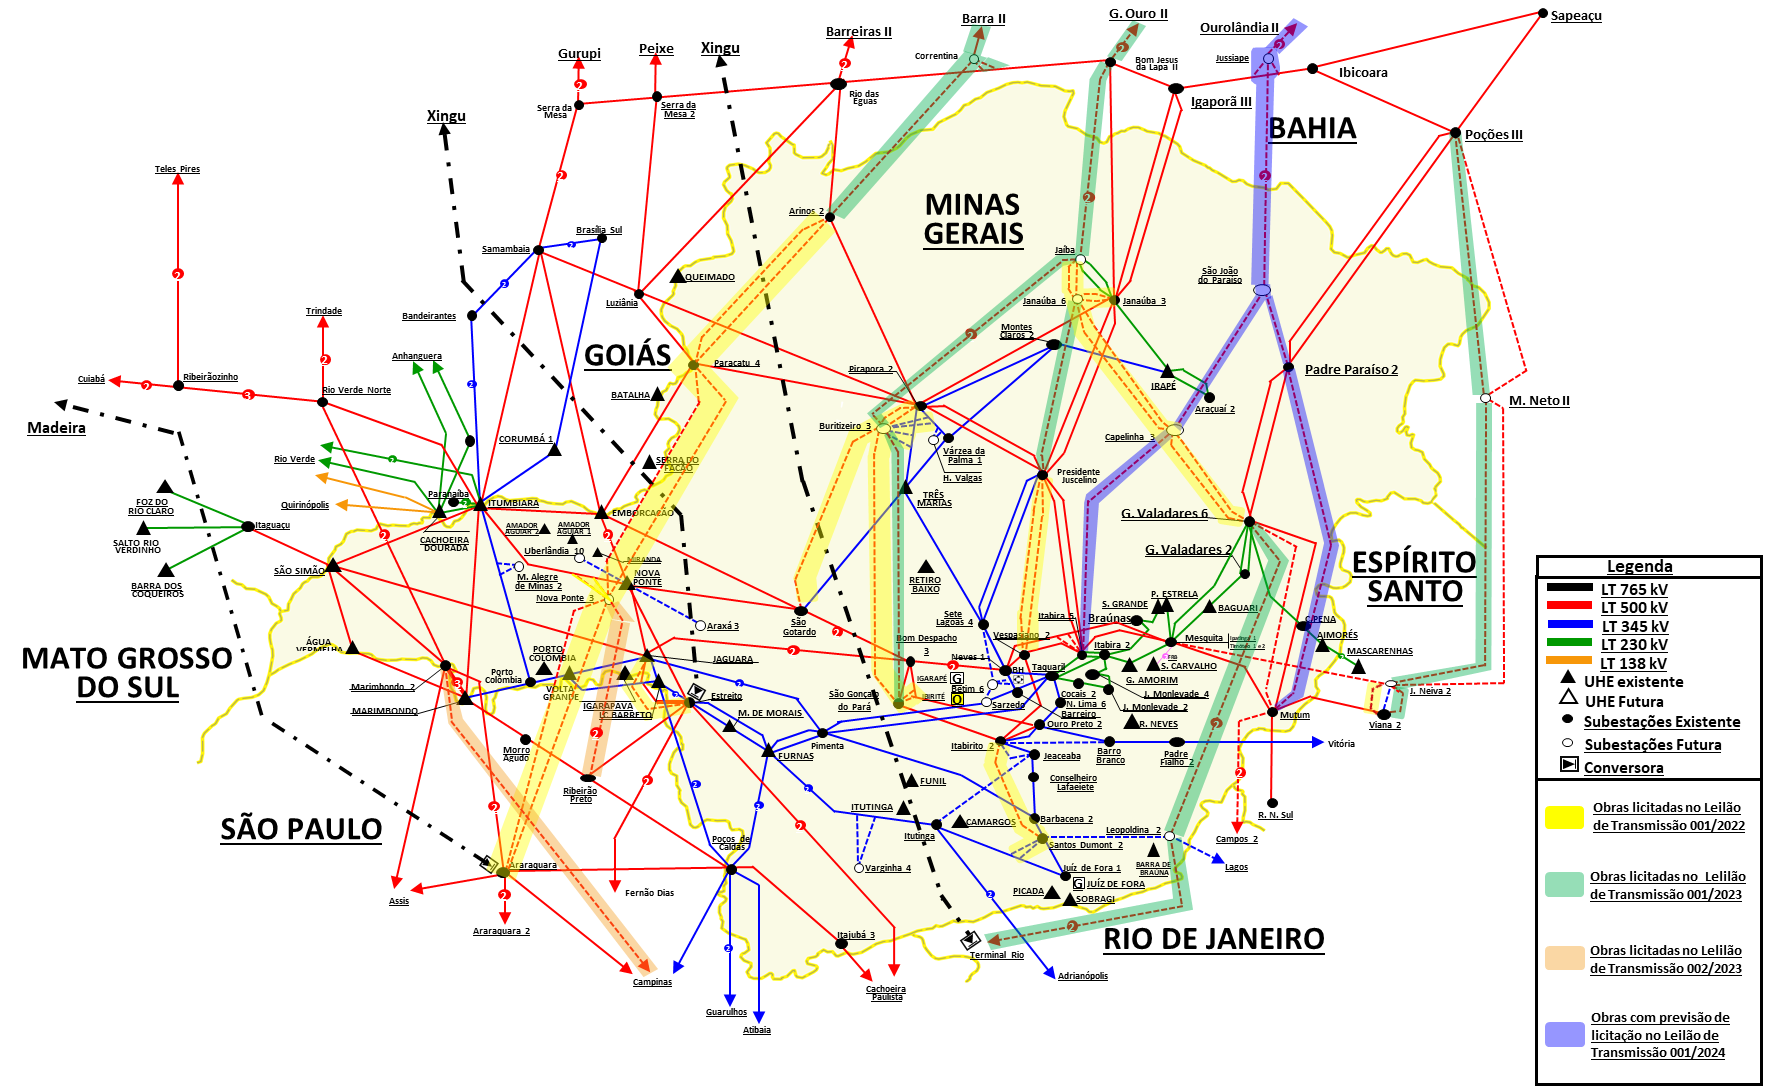 Barra II
G. Ouro II
Ourolândia II
Sapeaçu
Gurupi
Peixe
Xingu
Barreiras II
Correntina
Bom Jesus
da Lapa II
Jussiape
Ibicoara
Serra da
Mesa
Serra da
Mesa 2
Rio das
Éguas
Igaporã III
Xingu
BAHIA
Poções III
Teles Pires
Arinos 2
MINAS
GERAIS
Brasília Sul
Samambaia
Jaíba
QUEIMADO
São João
do Paraíso
Luziânia
Janaúba 6
Janaúba 3
Trindade
Bandeirantes
Montes
Claros 2
GOIÁS
Anhanguera
Paracatu 4
Pirapora 2
Padre Paraíso 2
Cuiabá
Ribeirãozinho
Rio Verde Norte
BATALHA
IRAPÉ
Araçuaí 2
M. Neto II
Madeira
Buritizeiro 3
CORUMBÁ 1
Várzea da
Palma 1
Capelinha 3
Rio Verde
SERRA DO
FACÃO
H. Valgas
Presidente
Juscelino
Quirinópolis
Paranaíba
ITUMBIARA
TRÊS
MARIAS
FOZ DO
RIO CLARO
EMBORCAÇÃO
G. Valadares 6
Itaguaçu
CACHOEIRA
DOURADA
AMADOR
AGUIAR 2
AMADOR
AGUIAR 1
SALTO RIO
VERDINHO
Uberlândia 10
MIRANDA
G. Valadares 2
ESPÍRITO
SANTO
SÃO SIMÃO
M. Alegre
de Minas 2
NOVA
PONTE
RETIRO
BAIXO
BARRA DOS
COQUEIROS
Nova Ponte 3
P. ESTRELA
S. GRANDE
BAGUARI
Araxá 3
São
Gotardo
Sete
Lagoas 4
Itabira 5
Braúnas
C.PENA
AIMORÉS
MATO GROSSO
DO SUL
ÁGUA
VERMELHA
Bom Despacho
3
Vespasiano 2
Mesquita
Itabira 2
MASCARENHAS
PORTO
COLÔMBIA
JAGUARA
Neves 1
BH
Taquaril
S. CARVALHO
Porto
Colômbia
VOLTA
GRANDE
IGARAPÉ
G
G. AMORIM
Marimbondo 2
IGARAPAVA
L.C. BARRETO
Estreito
São Gonçalo
do Pará
IBIRITÉ
Betim 6
O
Cocais 2
J. Monlevade 4
J. Neiva 2
MARIMBONDO
M. DE MORAIS
Sarzedo
N. Lima 6
J. Monlevade 2
Barreiro
Ouro Preto 2
R. NEVES
Mutum
Viana 2
Morro
Agudo
Pimenta
FURNAS
Itabirito 2
Jeaceaba
Barro
Branco
Padre
Fialho 2
Vitória
Ribeirão
Preto
FUNIL
Conselheiro
Lafaeiete
SÃO PAULO
ITUTINGA
CAMARGOS
Barbacena 2
R. N. Sul
Itutinga
Leopoldina 2
Campos 2
Poços de
Caldas
Santos Dumont 2
Araraquara
Varginha 4
Juíz de Fora 1
BARRA DE
BRAÚNA
Lagos
Assis
Fernão Dias
PICADA
G
JUÍZ DE FORA
SOBRAGI
Araraquara 2
Itajubá 3
Terminal Rio
RIO DE JANEIRO
Campinas
Cachoeira
Paulista
Adrianópolis
Guarulhos
Atibaia
Legenda
LT 765 kV
LT 500 kV
LT 345 kV
LT 230 kV
LT 138 kV
UHE existente
UHE Futura
Subestações Existente
Subestações Futura
Conversora
Obras licitadas no Leilão
de Transmissão 001/2022
Obras licitadas no Lelilão
de Transmissão 001/2023
Obras licitadas no Lelilão
de Transmissão 002/2023
Obras com previsão de
licitação no Leilão de
Transmissão 001/2024